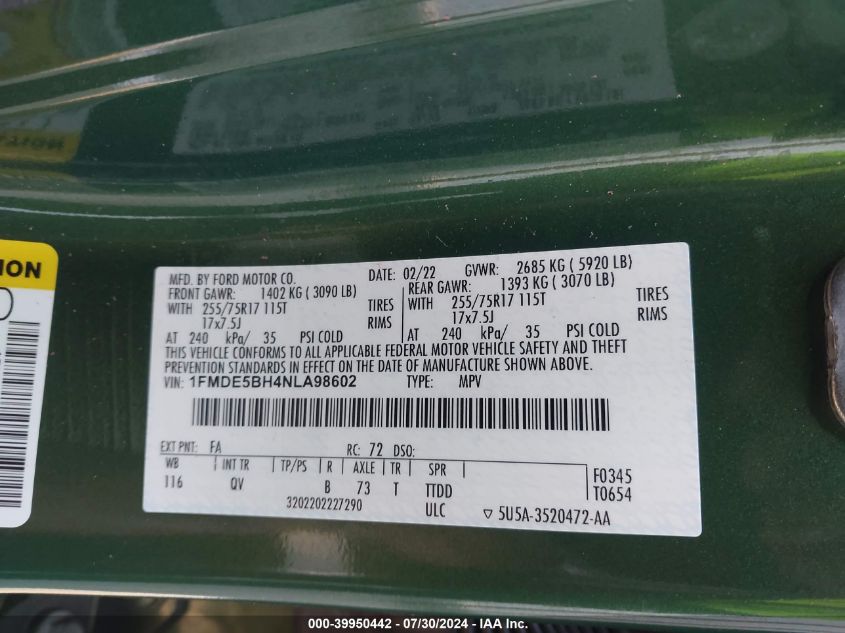 ION
MFD. BY FORD MOTOR CO. DATE: 02/22 GVWR: 2685 KG ( 5920 LB)
FRONT GAWR: 1402 KG ( 3090 LB) REAR GAWR: 1393 KG ( 3070 LB)
WITH 255/75R17 115T TIRES WITH 255/75R17 115T TIRES
17x7.5J RIMS 17x7.5J RIMS
AT 240 kPa/ 35 PSI COLD AT 240 kPa/ 35 PSI COLD
THIS VEHICLE CONFORMS TO ALL APPLICABLE FEDERAL MOTOR VEHICLE SAFETY AND THEFT
PREVENTION STANDARDS IN EFFECT ON THE DATE OF MANUFACTURE SHOWN ABOVE.
VIN: 1FMDE5BH4NLA98602 TYPE: MPV
EXT PNT: FA RC: 72 DSO:
WB INT TR TP/PS R AXLE TR SPR F0345
116 QV B 73 T TTDD T0654
3202202227290 ULC ▽ 5U5A-3520472-AA
000-39950442 - 07/30/2024 - IAA Inc.